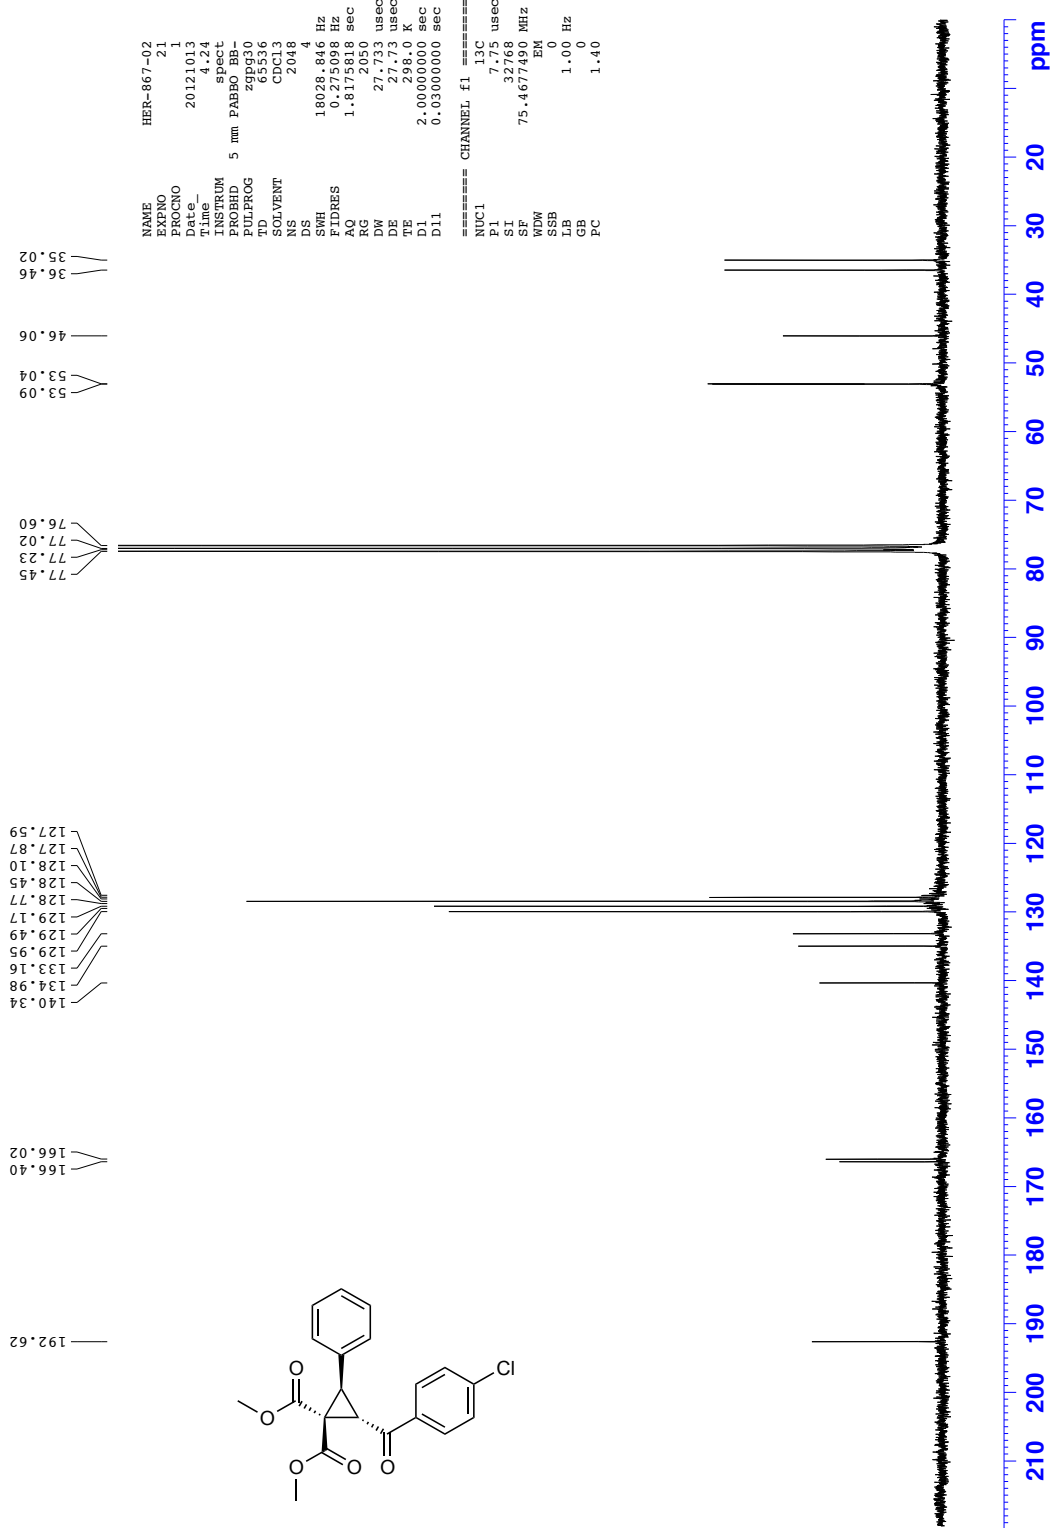 192.62
166.40
166.02
140.34
134.98
133.16
129.95
129.49
129.17
128.77
128.45
128.10
127.87
127.59
77.45
77.23
77.02
76.60
53.09
53.04
46.06
36.46
35.02
NAME HER-867-02
EXPNO 21
PROCNO 1
Date_ 20121013
Time 4.24
INSTRUM spect
PROBHD 5 mm PABBO BB-
PULPROG zgpg30
TD 65536
SOLVENT CDCl3
NS 2048
DS 4
SWH 18028.846 Hz
FIDRES 0.275098 Hz
AQ 1.8175818 sec
RG 2050
DW 27.733 usec
DE 27.73 usec
TE 298.0 K
D1 2.00000000 sec
D11 0.03000000 sec
======== CHANNEL f1 ========
NUC1 13C
P1 7.75 usec
SI 32768
SF 75.4677490 MHz
WDW EM
SSB 0
LB 1.00 Hz
GB 0
PC 1.40
O
O
O
O
O
Cl
210 200 190 180 170 160 150 140 130 120 110 100 90 80 70 60 50 40 30 20 ppm